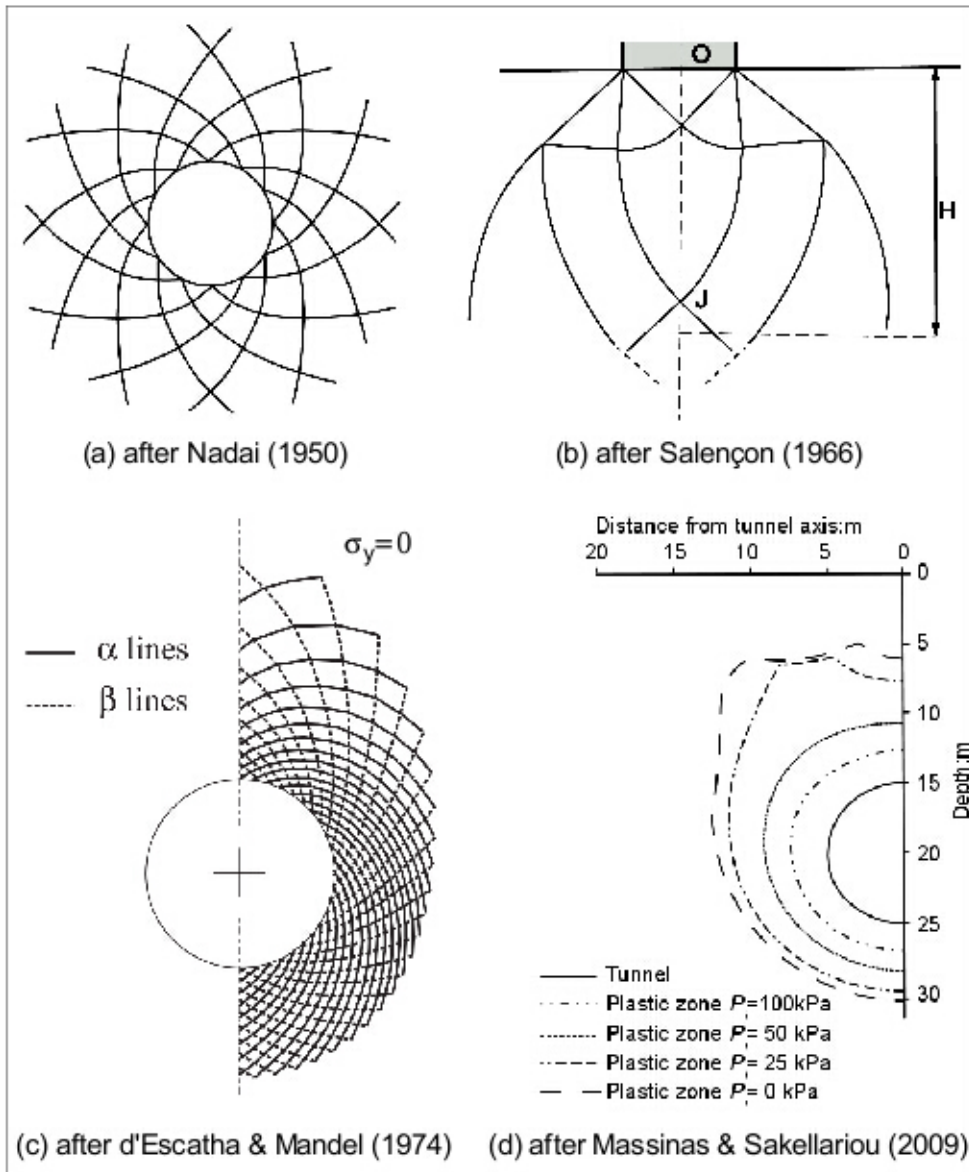 O
H
J
(a) after Nadai (1950)
(b) after Salençon (1966)
σy=0
α lines
β lines
Distance from tunnel axis:m
20 15 10 5 0
0
5
10
15
20
25
30
Depth:m
Tunnel
Plastic zone P=100kPa
Plastic zone P= 50 kPa
Plastic zone P= 25 kPa
Plastic zone P= 0 kPa
(c) after d'Escatha & Mandel (1974)
(d) after Massinas & Sakellariou (2009)